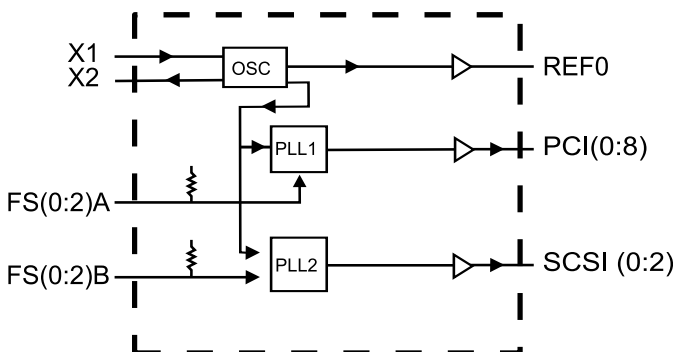 X1
X2
OSC
REF0
PLL1
PCI(0:8)
FS(0:2)A
FS(0:2)B
PLL2
SCSI (0:2)